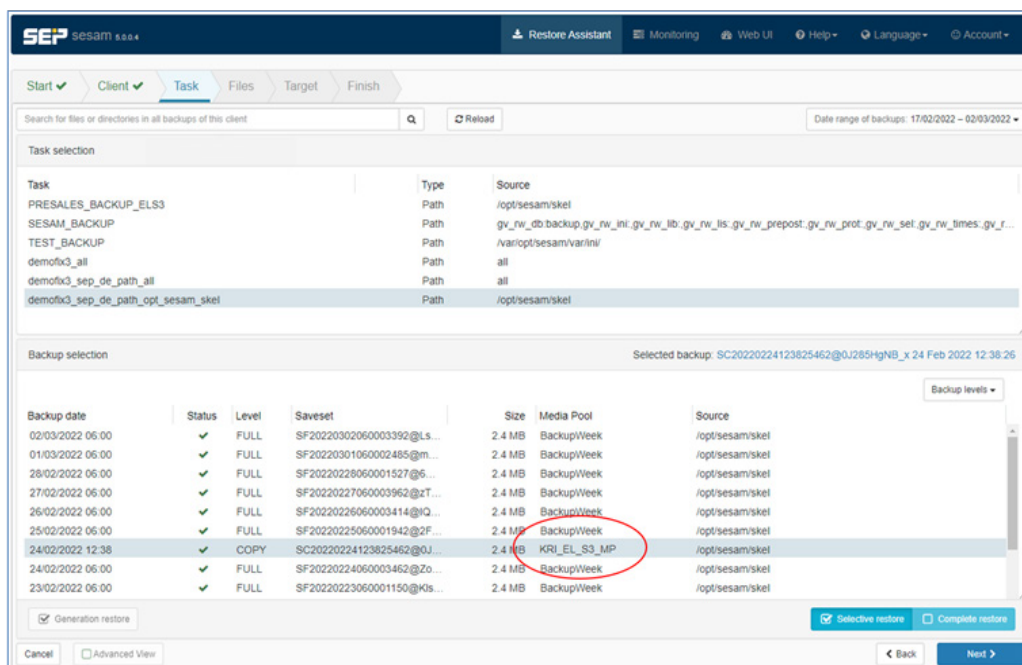 SEP sesam 5.0.0.4 Restore Assistant Monitoring Web UI Help Language Account
Start Client Task Files Target Finish
Search for files or directories in all backups of this client Reload Date range of backups: 17/02/2022 – 02/03/2022
Task selection
Task Type Source
PRESALES_BACKUP_ELS3 Path /opt/sesam/skel
SESAM_BACKUP Path gv_rw_db:backup,gv_rw_ini:,gv_rw_lib:,gv_rw_lis:,gv_rw_prepost:,gv_rw_prot:,gv_rw_sel:,gv_rw_times:,gv_r...
TEST_BACKUP Path /var/opt/sesam/var/ini/
demofix3_all Path all
demofix3_sep_de_path_all Path all
demofix3_sep_de_path_opt_sesam_skel Path /opt/sesam/skel
Backup selection Selected backup: SC20220224123825462@0J285HgNB_x 24 Feb 2022 12:38:26
Backup levels
Backup date Status Level Saveset Size Media Pool Source
02/03/2022 06:00 FULL SF20220302060003392@Ls... 2.4 MB BackupWeek /opt/sesam/skel
01/03/2022 06:00 FULL SF20220301060002485@m... 2.4 MB BackupWeek /opt/sesam/skel
28/02/2022 06:00 FULL SF20220228060001527@6... 2.4 MB BackupWeek /opt/sesam/skel
27/02/2022 06:00 FULL SF20220227060003962@zT... 2.4 MB BackupWeek /opt/sesam/skel
26/02/2022 06:00 FULL SF20220226060003414@IQ... 2.4 MB BackupWeek /opt/sesam/skel
25/02/2022 06:00 FULL SF20220225060001942@2F... 2.4 MB BackupWeek /opt/sesam/skel
24/02/2022 12:38 COPY SC20220224123825462@0J... 2.4 MB KRI_EL_S3_MP /opt/sesam/skel
24/02/2022 06:00 FULL SF20220224060003462@Zo... 2.4 MB BackupWeek /opt/sesam/skel
23/02/2022 06:00 FULL SF20220223060001150@Kls... 2.4 MB BackupWeek /opt/sesam/skel
Generation restore Selective restore Complete restore
Cancel Advanced View Back Next